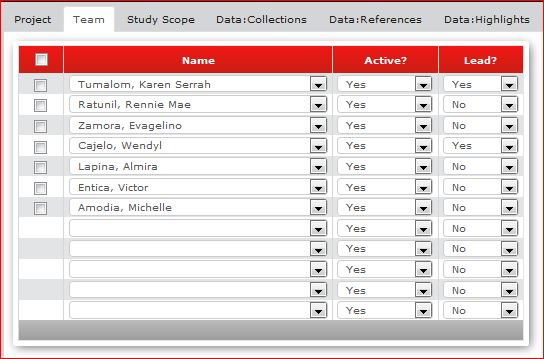 Project Team Study Scope Data:Collections Data:References Data:Highlights
Name Active? Lead?
Tumalom, Karen Serrah Yes Yes
Ratunil, Rennie Mae Yes No
Zamora, Evagelino Yes No
Cajelo, Wendyl Yes Yes
Lapina, Almira Yes No
Entica, Victor Yes No
Amodia, Michelle Yes No
Yes No
Yes No
Yes No
Yes No
Yes No